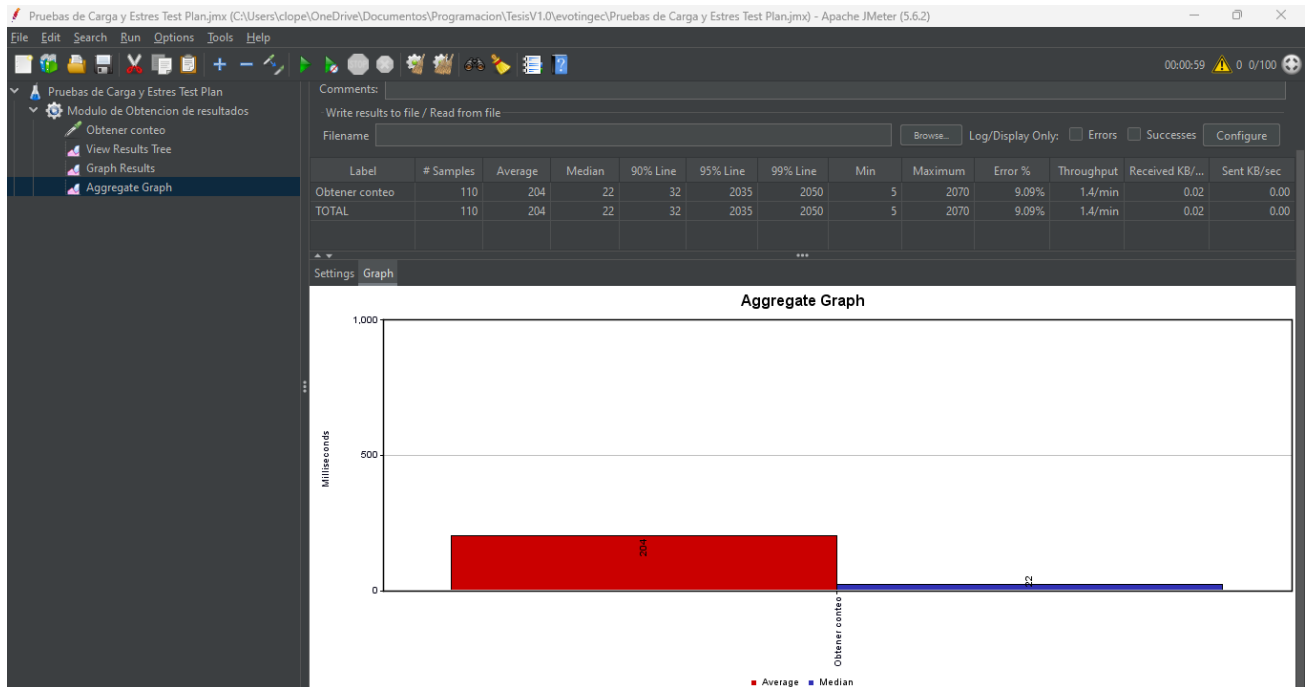 Pruebas de Carga y Estres Test Plan.jmx (C:\Users\clope\OneDrive\Documentos\Programacion\TesisV1.0\evotingec\Pruebas de Carga y Estres Test Plan.jmx) - Apache JMeter (5.6.2)
File Edit Search Run Options Tools Help
00:00:59 0 0/100
Pruebas de Carga y Estres Test Plan
Modulo de Obtencion de resultados
Obtener conteo
View Results Tree
Graph Results
Aggregate Graph
Comments:
Write results to file / Read from file
Filename Browse... Log/Display Only: Errors Successes Configure
Label # Samples Average Median 90% Line 95% Line 99% Line Min Maximum Error % Throughput Received KB/... Sent KB/sec
Obtener conteo 110 204 22 32 2035 2050 5 2070 9.09% 1.4/min 0.02 0.00
TOTAL 110 204 22 32 2035 2050 5 2070 9.09% 1.4/min 0.02 0.00
Settings Graph
Aggregate Graph
1,000
500
0
Milliseconds
204
22
Obtener conteo
Average Median